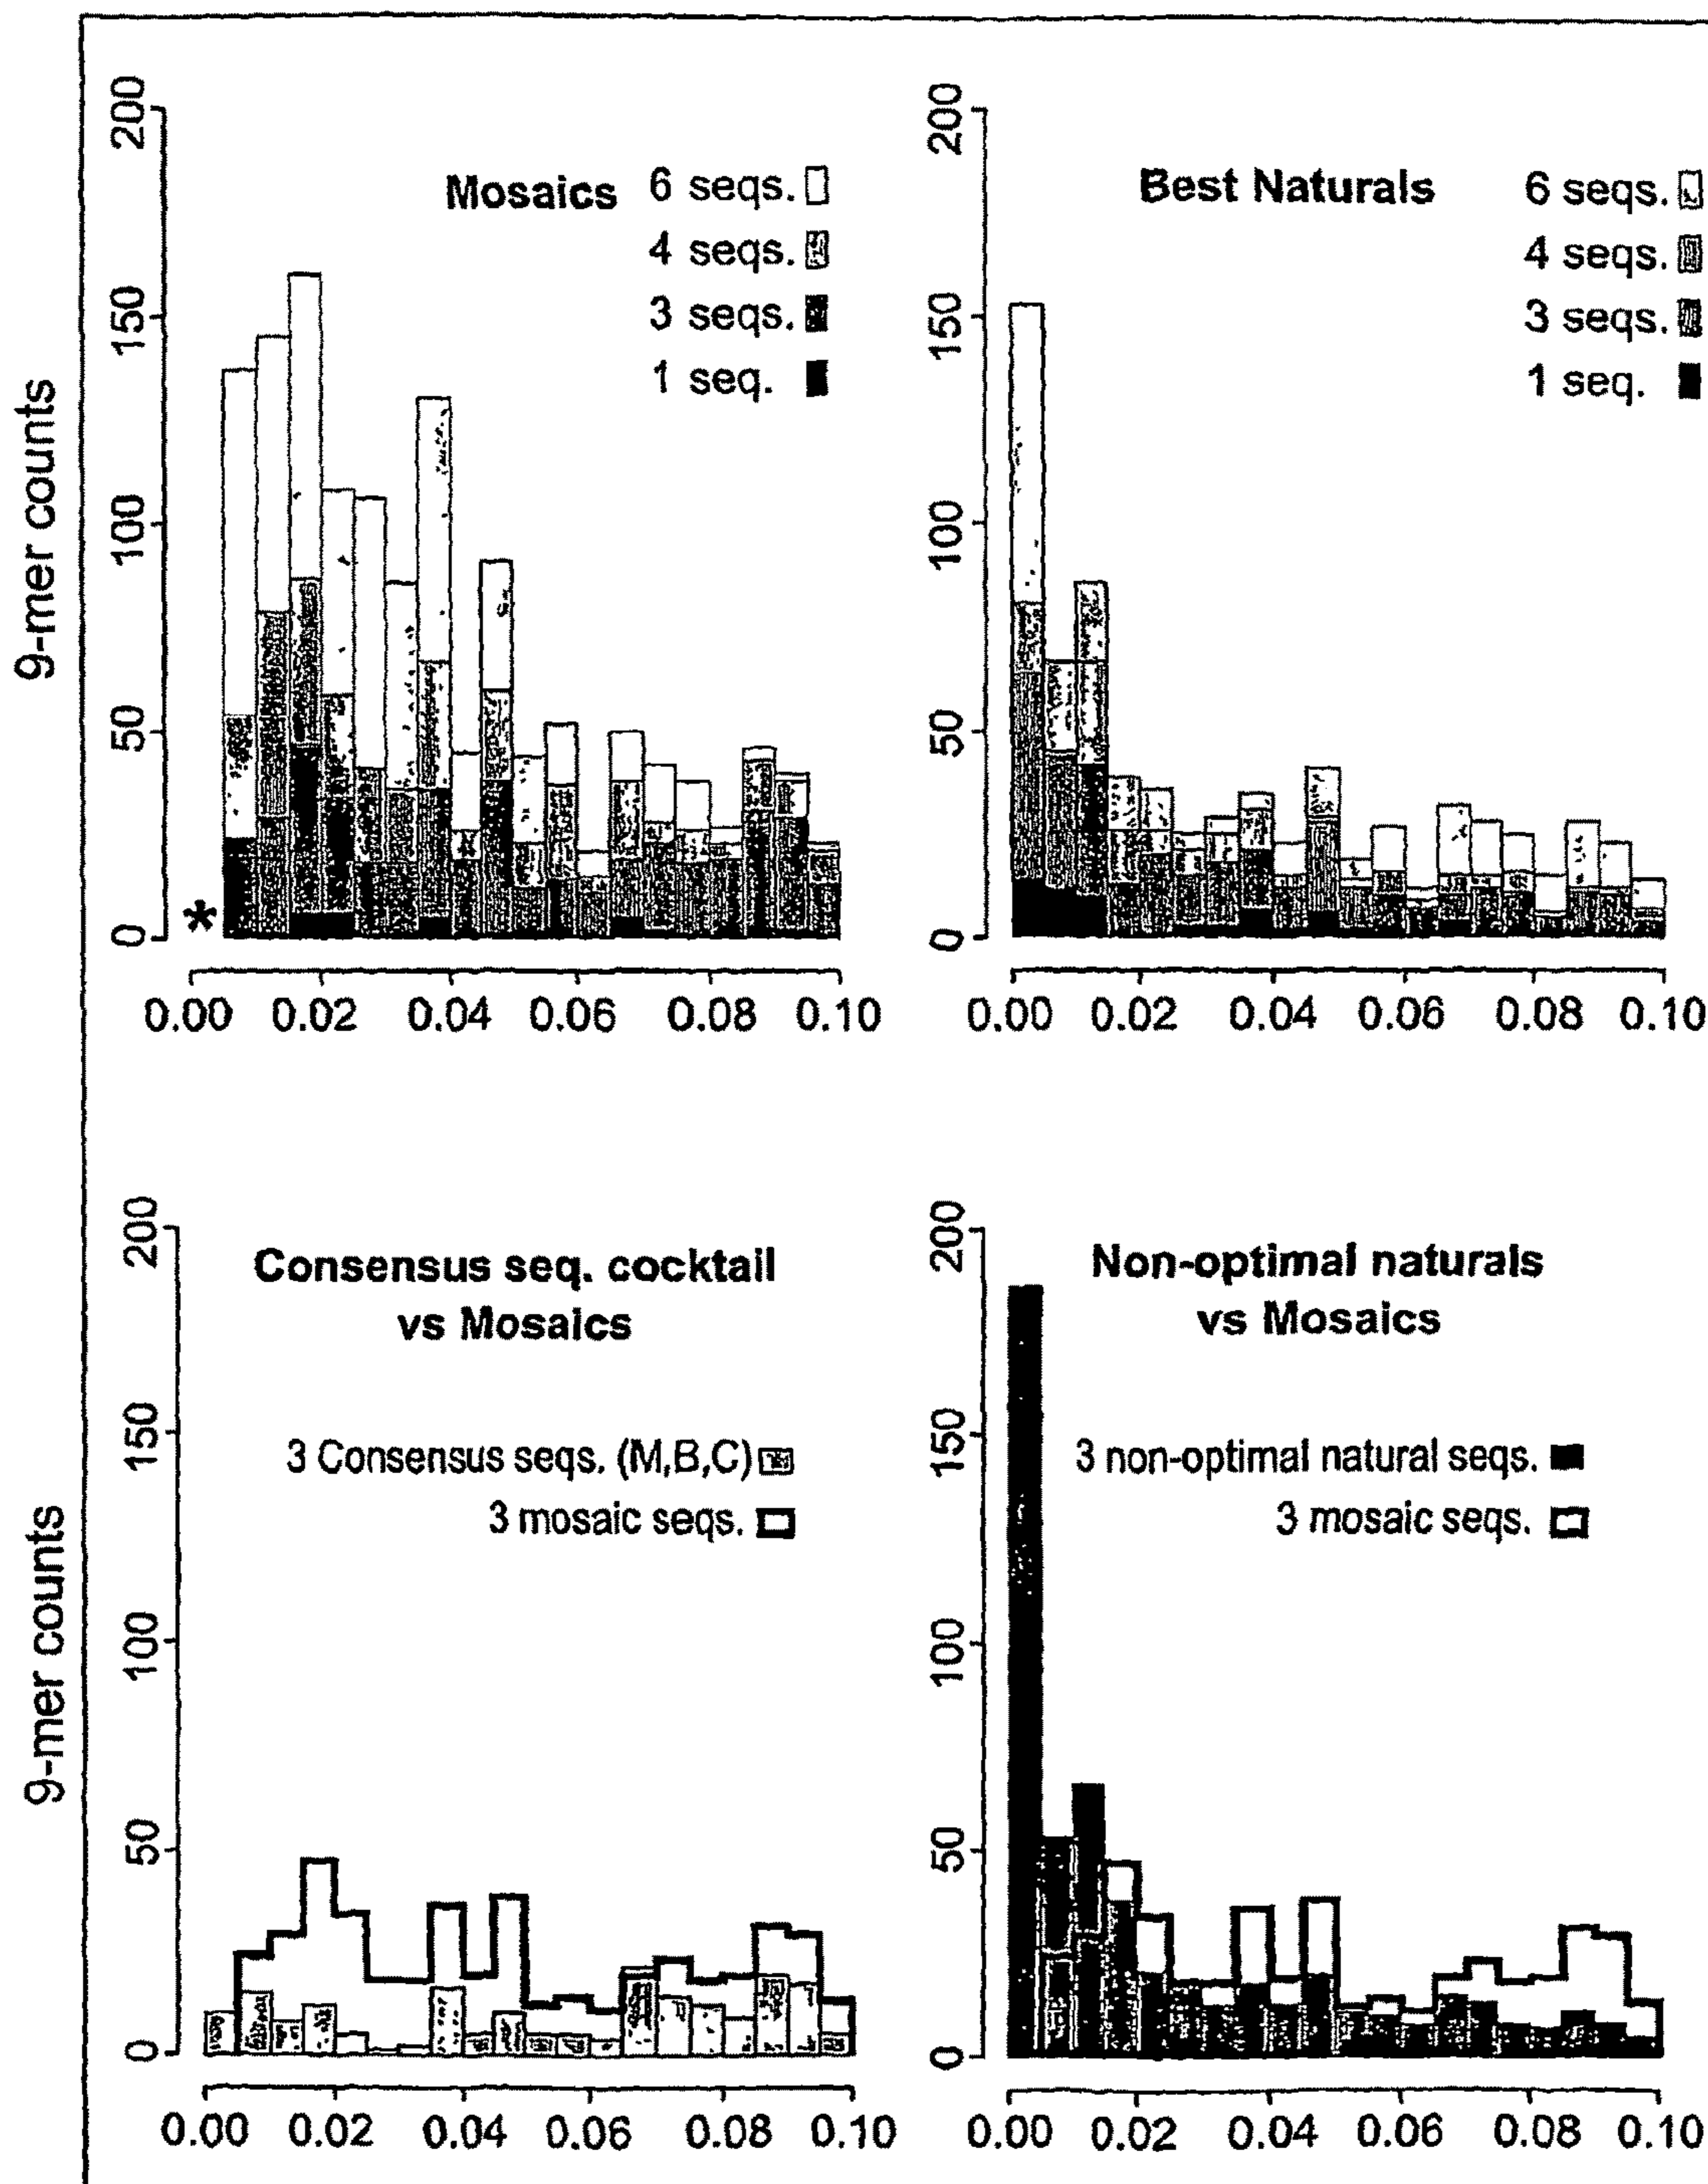 Mosaics 6 seqs.
4 seqs.
3 seqs.
1 seq.
9-mer counts
200
150
100
50
0
*
0.00 0.02 0.04 0.06 0.08 0.10
Best Naturals 6 seqs.
4 seqs.
3 seqs.
1 seq.
200
150
100
50
0
0.00 0.02 0.04 0.06 0.08 0.10
Consensus seq. cocktail
vs Mosaics
3 Consensus seqs. (M,B,C)
3 mosaic seqs.
9-mer counts
200
150
100
50
0
0.00 0.02 0.04 0.06 0.08 0.10
Non-optimal naturals
vs Mosaics
3 non-optimal natural seqs.
3 mosaic seqs.
200
150
100
50
0
0.00 0.02 0.04 0.06 0.08 0.10